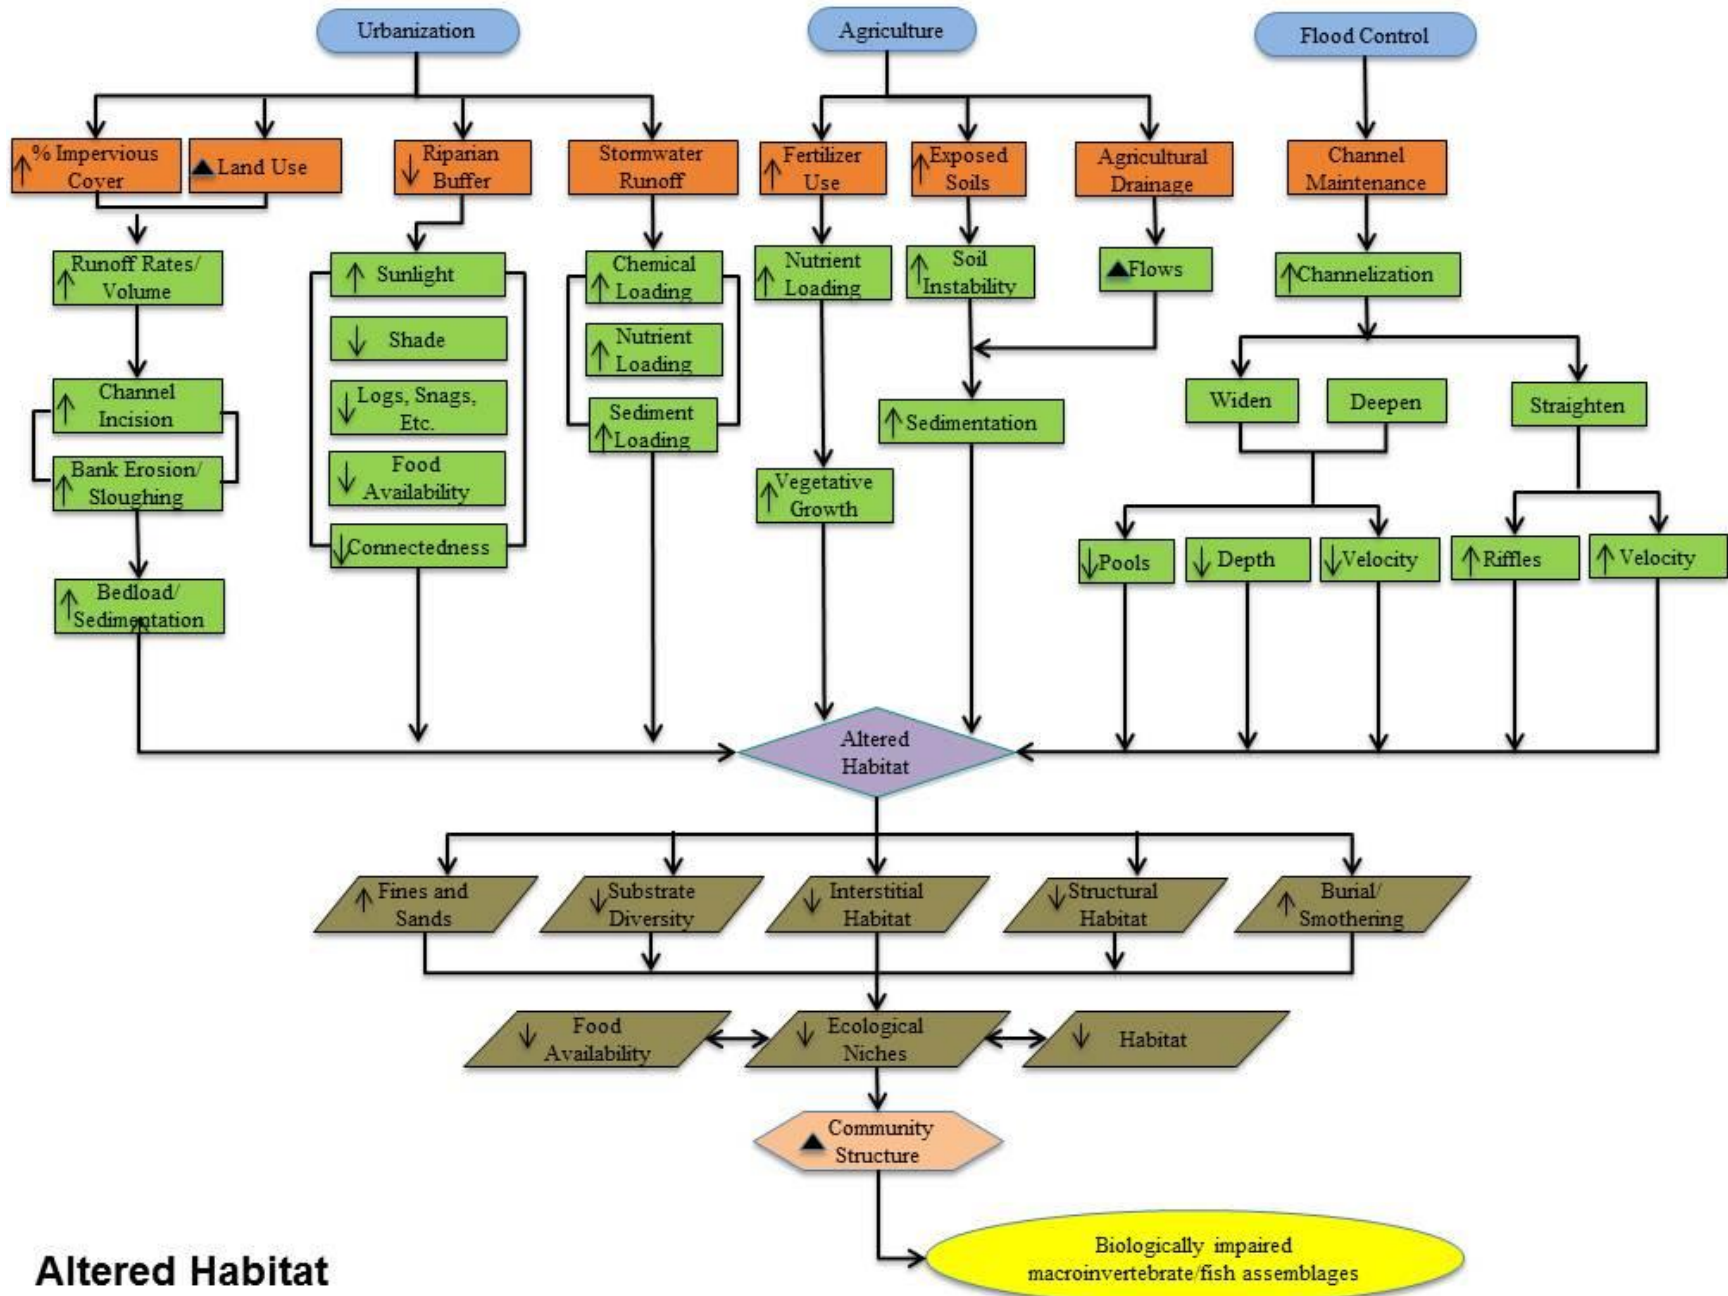 Urbanization
Agriculture
Flood Control
% Impervious
Cover
Land Use
Riparian
Buffer
Stormwater
Runoff
Fertilizer
Use
Exposed
Soils
Agricultural
Drainage
Channel
Maintenance
Runoff Rates/
Volume
Sunlight
Chemical
Loading
Nutrient
Loading
Soil
Instability
Flows
Channelization
Shade
Nutrient
Loading
Channel
Incision
Logs, Snags,
Etc.
Sediment
Loading
Sedimentation
Widen
Deepen
Straighten
Bank Erosion/
Sloughing
Food
Availability
Vegetative
Growth
Connectedness
Pools
Depth
Velocity
Riffles
Velocity
Bedload/
Sedimentation
Altered
Habitat
Fines and
Sands
Substrate
Diversity
Interstitial
Habitat
Structural
Habitat
Burial/
Smothering
Food
Availability
Ecological
Niches
Habitat
Community
Structure
Biologically impaired
macroinvertebrate/fish assemblages
Altered Habitat